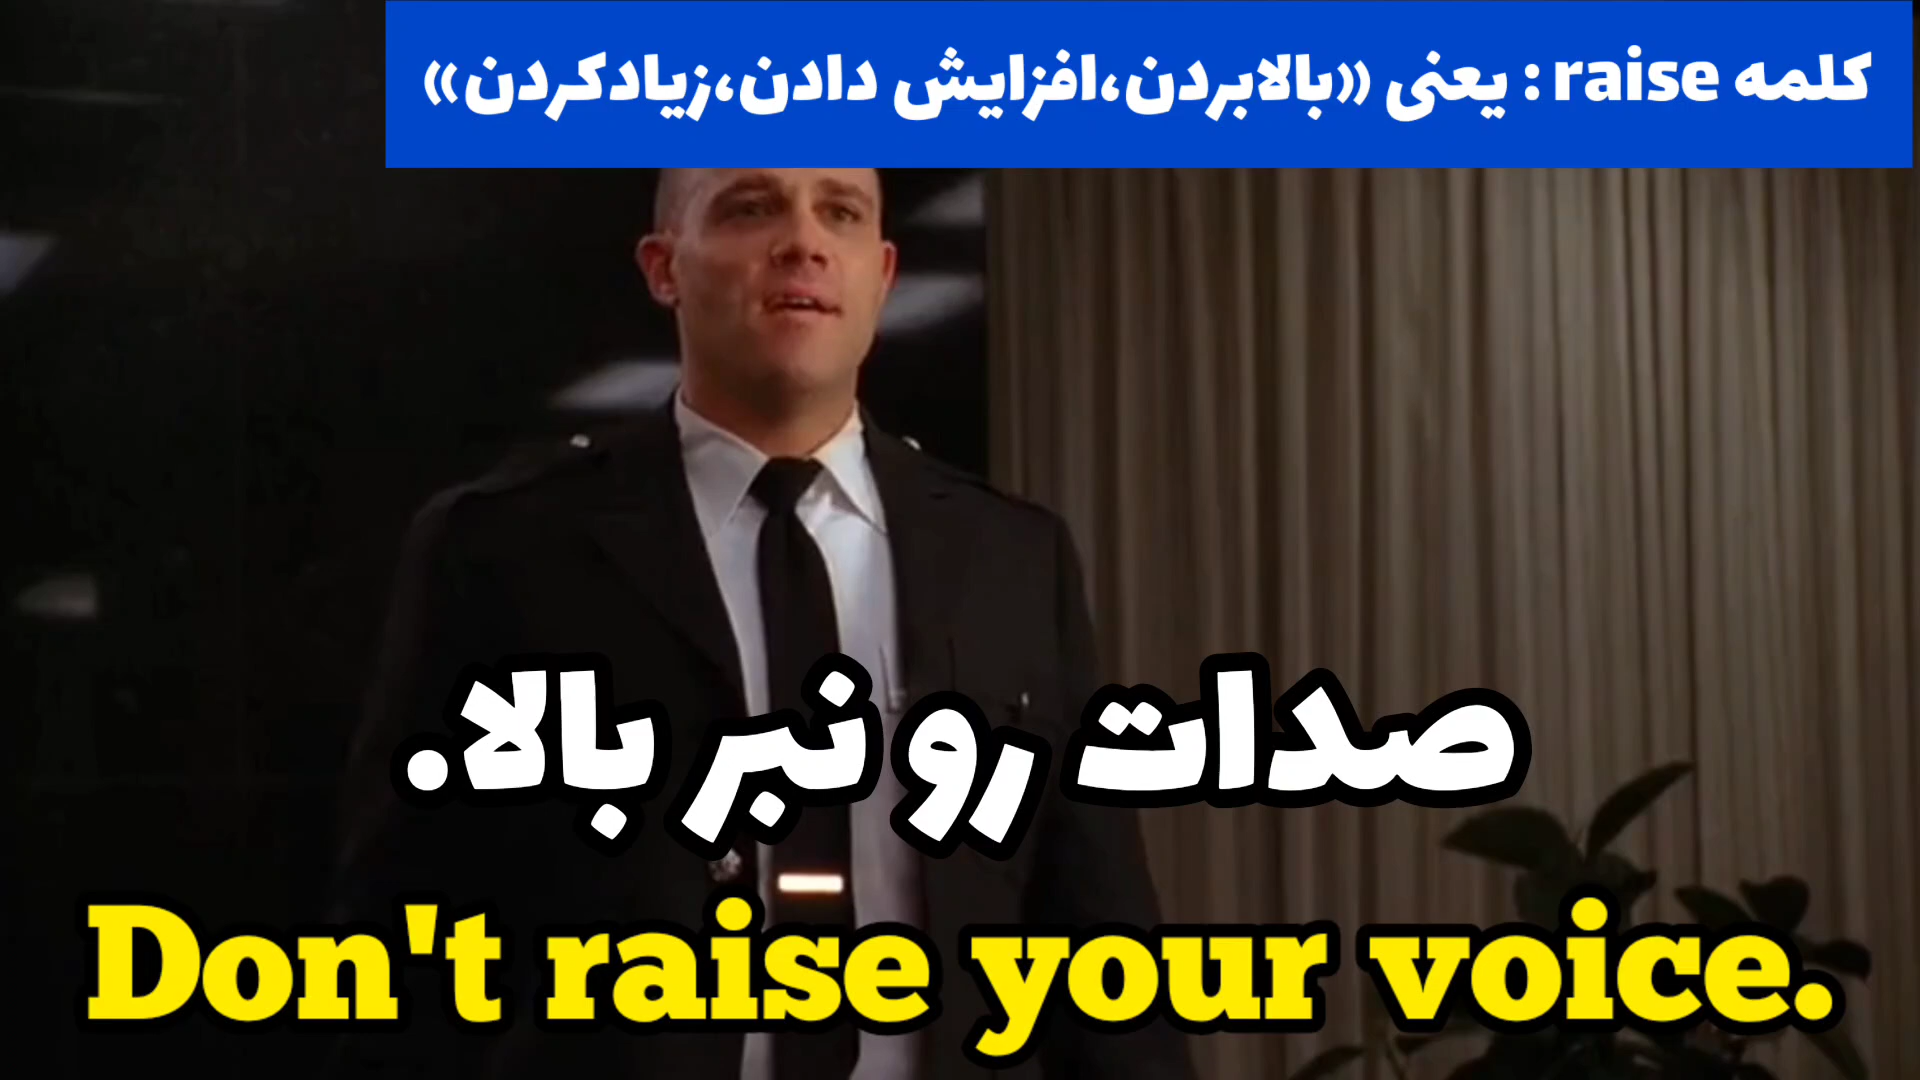 کلمه raise : یعنی «بالابردن،افزایش دادن،زیادکردن»
صدات رو نبر بالا.
Don't raise your voice.